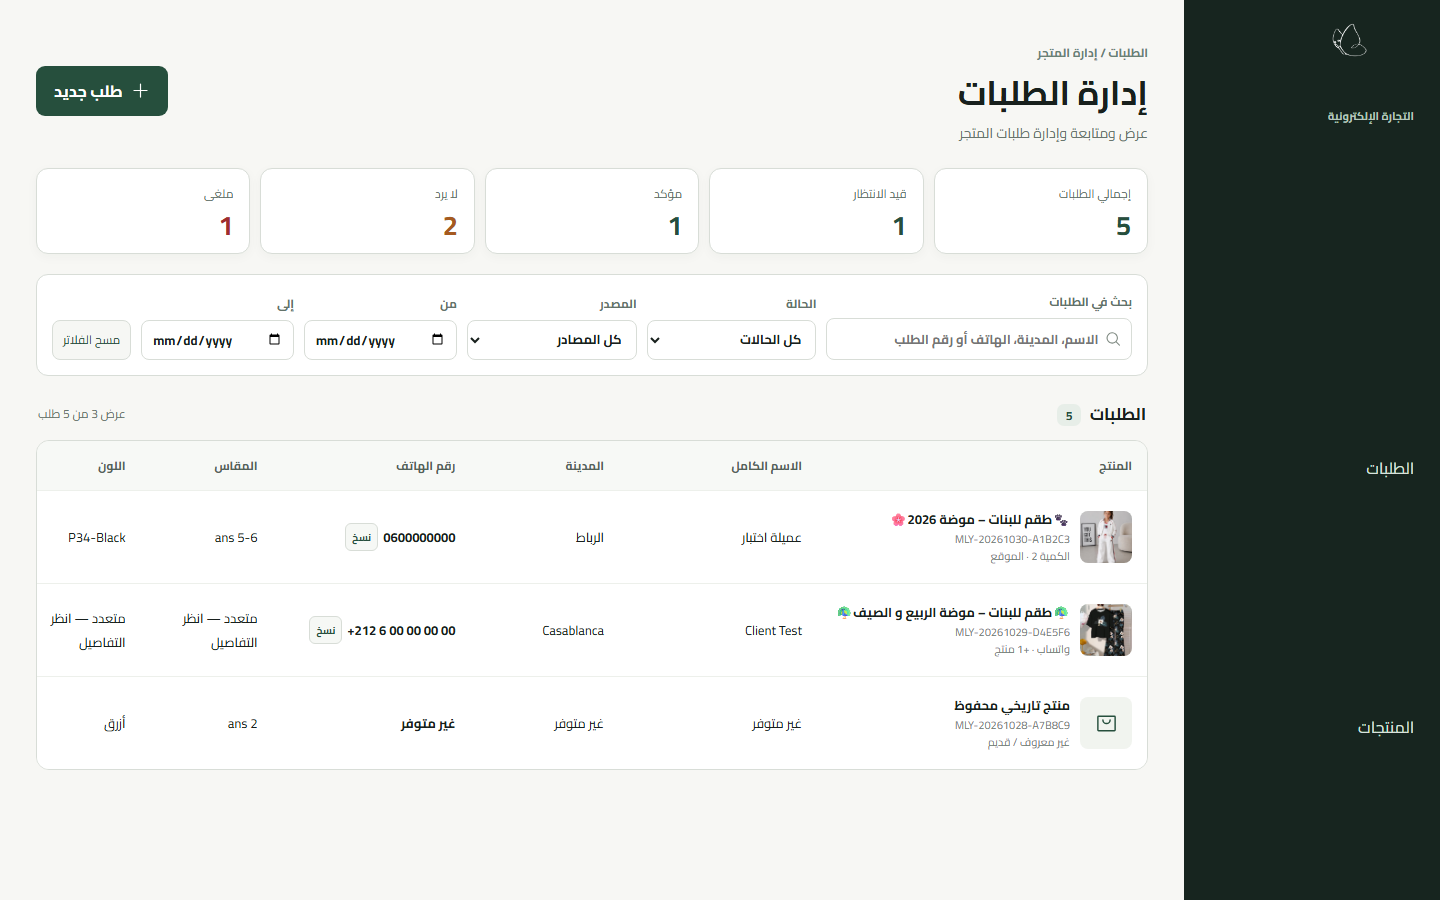 التجارة الإلكترونية
الطلبات
المنتجات
الطلبات / إدارة المتجر
إدارة الطلبات
عرض ومتابعة وإدارة طلبات المتجر
طلب جديد
إجمالي الطلبات
5
قيد الانتظار
1
مؤكد
1
لا يرد
2
ملغى
1
بحث في الطلبات
الاسم، المدينة، الهاتف أو رقم الطلب
الحالة
كل الحالات
المصدر
كل المصادر
من
mm/dd/yyyy
إلى
mm/dd/yyyy
مسح الفلاتر
الطلبات 5
عرض 3 من 5 طلب
المنتج الاسم الكامل المدينة رقم الهاتف المقاس اللون
🐾 طقم للبنات – موضة 2026 🌸
MLY-20261030-A1B2C3
الكمية 2 · الموقع
عميلة اختبار
الرباط
0600000000 نسخ
5-6 ans
P34-Black
🦚 طقم للبنات – موضة الربيع و الصيف 🦚
MLY-20261029-D4E5F6
واتساب · +1 منتج
Client Test
Casablanca
+212 6 00 00 00 00 نسخ
متعدد — انظر
التفاصيل
متعدد — انظر
التفاصيل
منتج تاريخي محفوظ
MLY-20261028-A7B8C9
غير معروف / قديم
غير متوفر
غير متوفر
غير متوفر
2 ans
أزرق